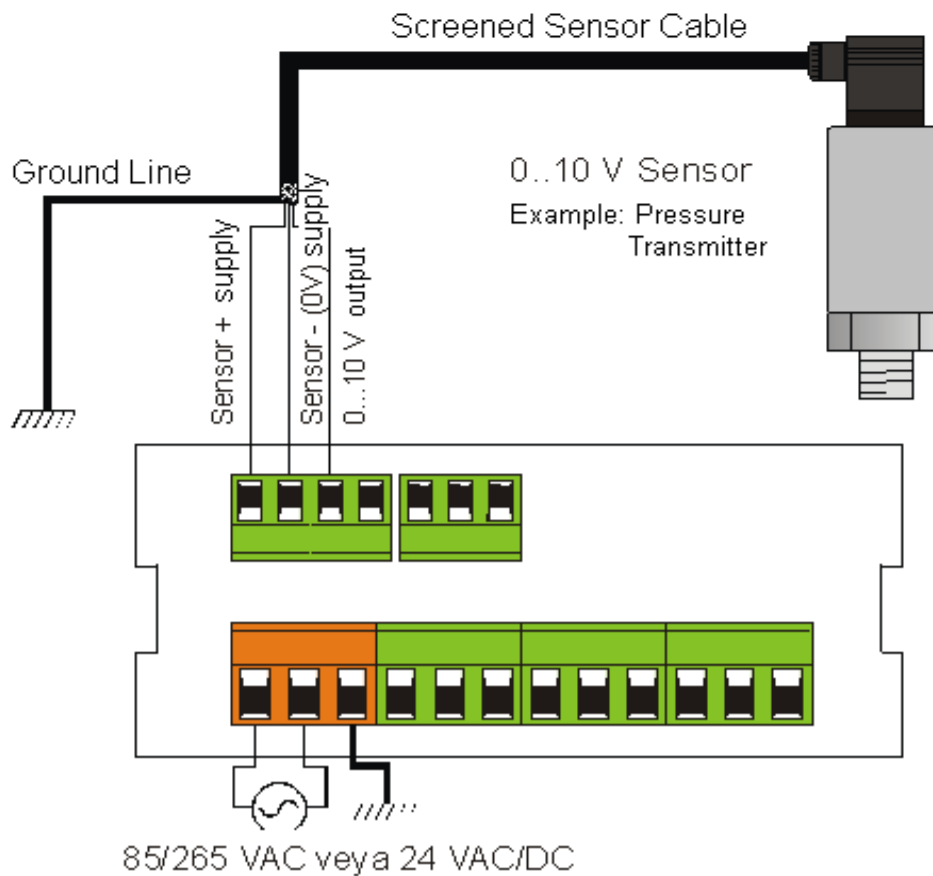 Screened Sensor Cable
Ground Line
0..10 V Sensor
Example: Pressure
Transmitter
Sensor + supply
Sensor - (0V) supply
0...10 V output
85/265 VAC veya 24 VAC/DC